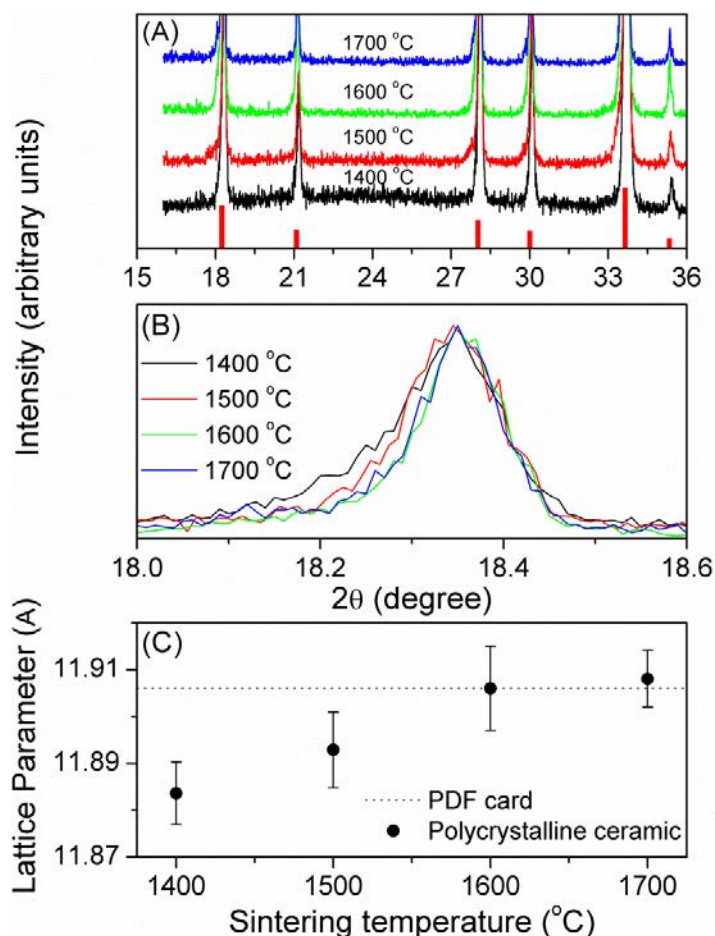 Intensity (arbitrary units)
(A)
1700 °C
1600 °C
1500 °C
1400 °C
15 18 21 24 27 30 33 36
(B)
1400 °C
1500 °C
1600 °C
1700 °C
18.0 18.2 18.4 18.6
2θ (degree)
Lattice Parameter (A)
(C)
11.91
11.89
11.87
PDF card
Polycrystalline ceramic
1400 1500 1600 1700
Sintering temperature (°C)